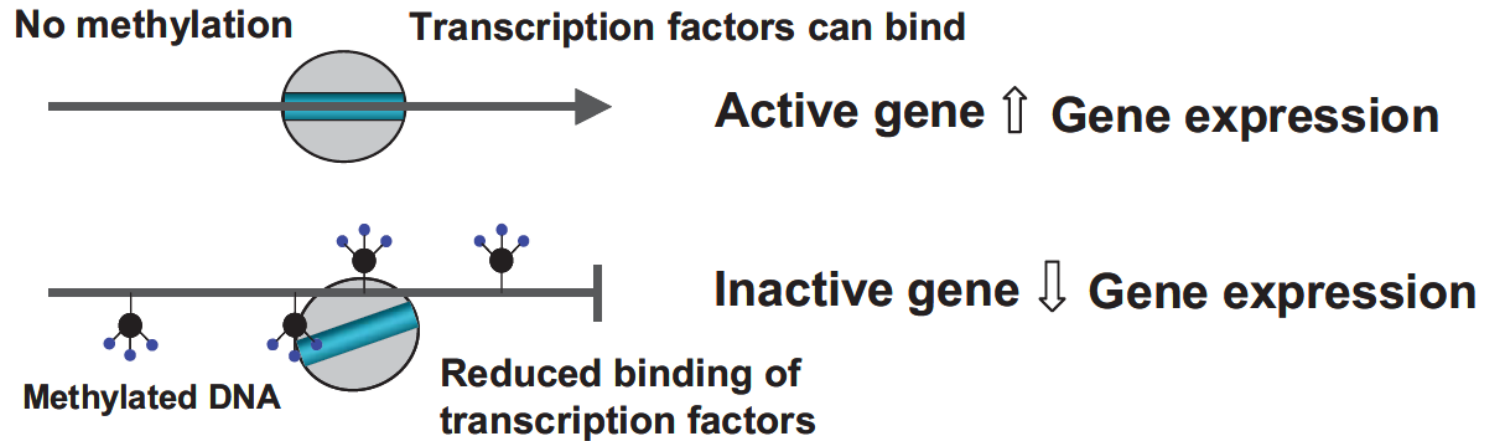 No methylation
Transcription factors can bind
Active gene ⇧ Gene expression
Inactive gene ⇩ Gene expression
Methylated DNA
Reduced binding of
transcription factors